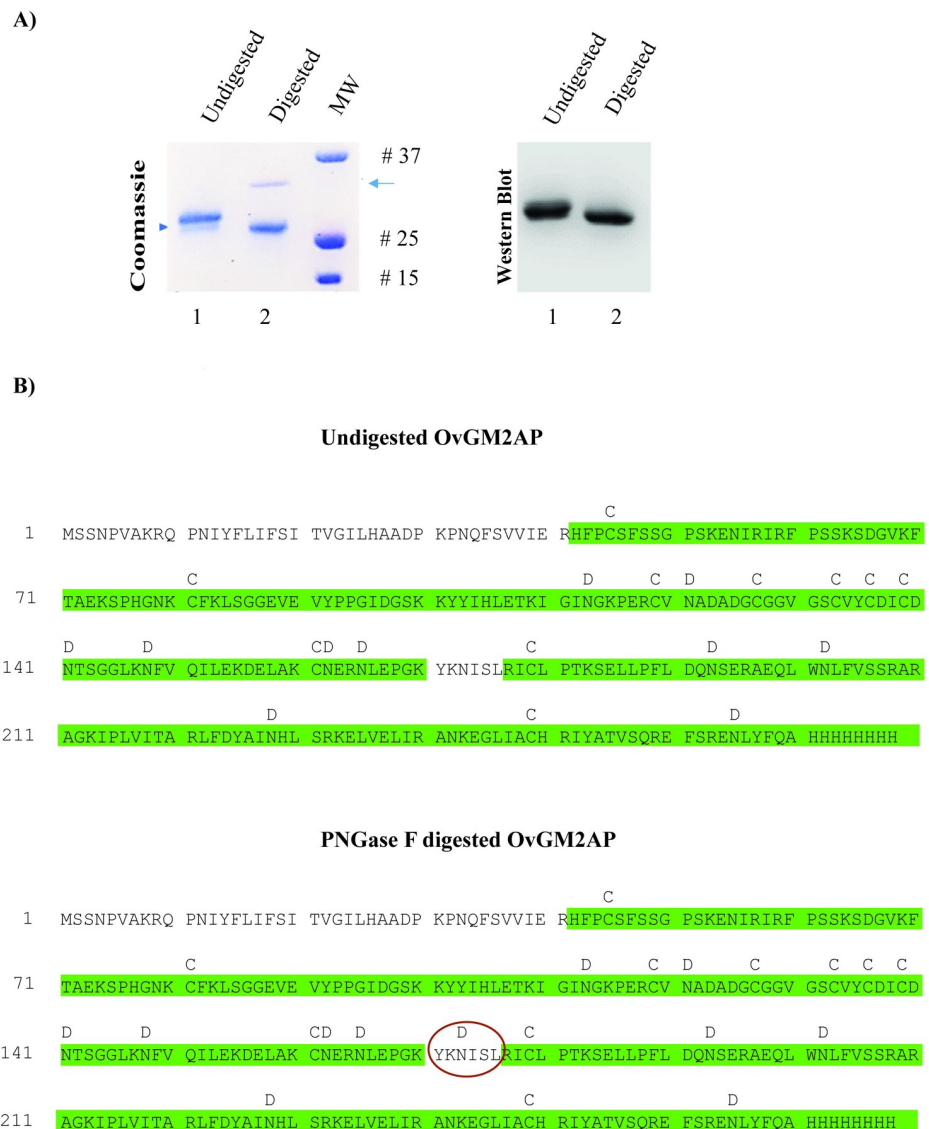 A)
Undigested Digested MW Undigested Digested
Coomassie
# 37
# 25
# 15
Western Blot
1 2 1 2
B)
Undigested OvGM2AP
C
1 MSSNPVAKRQ PNIYFLIFSI TVGILHAADP KPNQFSVVIE RHFPCSFSSG PSKENIRIRF PSSKSDGVKF
C D C D C C C C
71 TAEKSPHGNK CFKLSGGEVE VYPPGIDGSK KYYIHLETKI GINGKPERCV NADADGCGGV GSCVYCDICD
D D CD D C D D
141 NTSGGLKNFV QILEKDELAK CNERNLEPGK YKNISLRICL PTKSELLPFL DQNSERAEQL WNLFVSSRAR
D C D
211 AGKIPLVITA RLFDYAINHL SRKELVELIR ANKEGLIACH RIYATVSQRE FSRENLYFQA HHHHHHHH
PNGase F digested OvGM2AP
C
1 MSSNPVAKRQ PNIYFLIFSI TVGILHAADP KPNQFSVVIE RHFPCSFSSG PSKENIRIRF PSSKSDGVKF
C D C D C C C C
71 TAEKSPHGNK CFKLSGGEVE VYPPGIDGSK KYYIHLETKI GINGKPERCV NADADGCGGV GSCVYCDICD
D D CD D D C D D
141 NTSGGLKNFV QILEKDELAK CNERNLEPGK YKNISLRICL PTKSELLPFL DQNSERAEQL WNLFVSSRAR
D C D
211 AGKIPLVITA RLFDYAINHL SRKELVELIR ANKEGLIACH RIYATVSQRE FSRENLYFQA HHHHHHHH